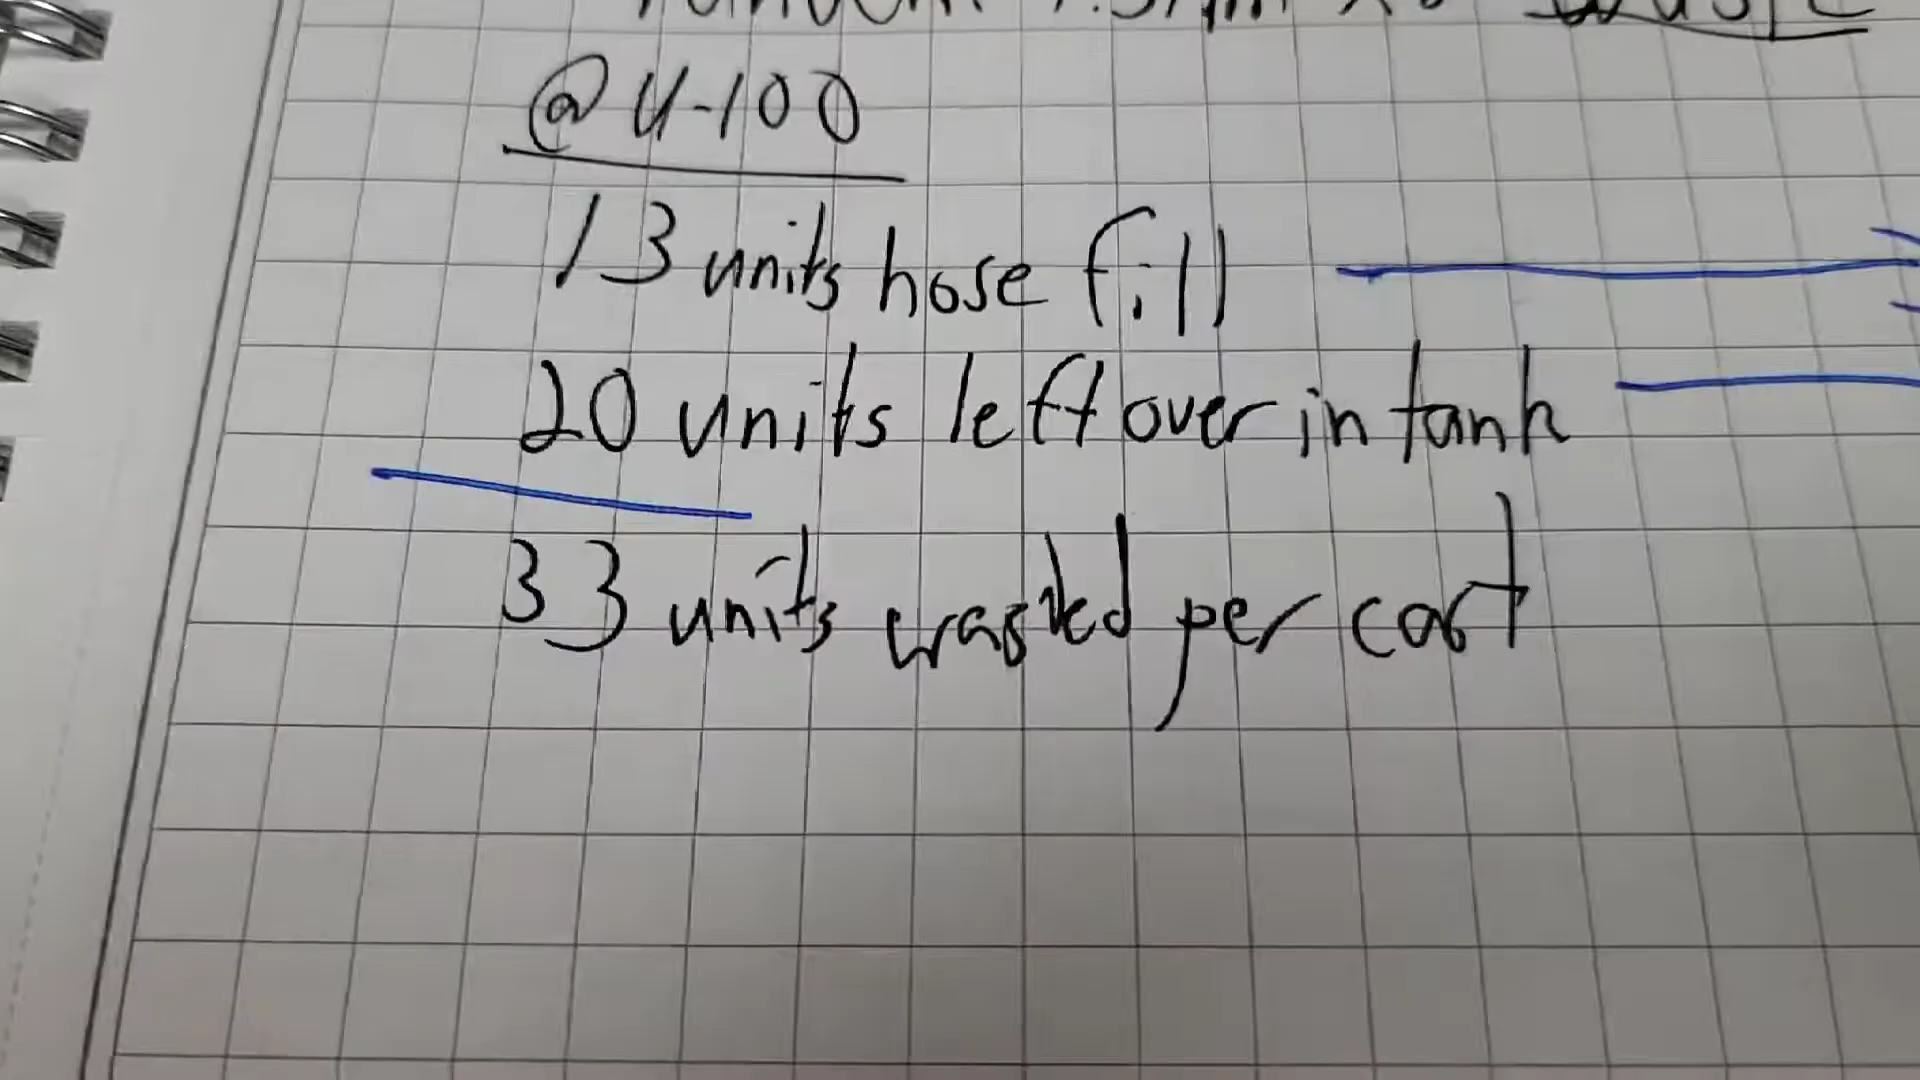 @ U-100
13 units hose fill
20 units left over in tank
33 units wasted per cart